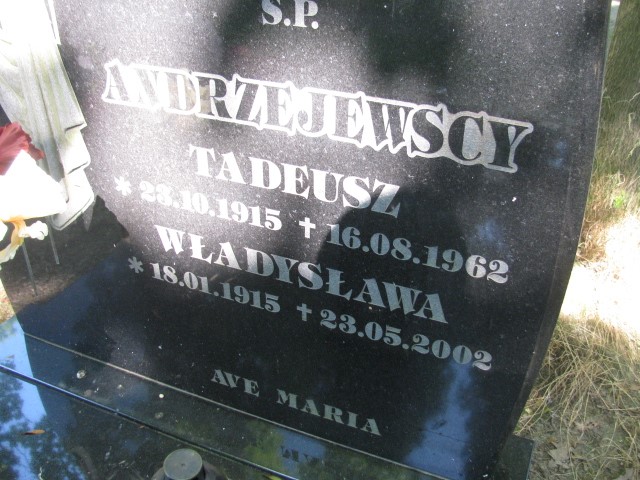 Ś.P.
ANDRZEJEWSCY
TADEUSZ
* 23.10.1915 † 16.08.1962
WŁADYSŁAWA
* 18.01.1915 † 23.05.2002
AVE MARIA